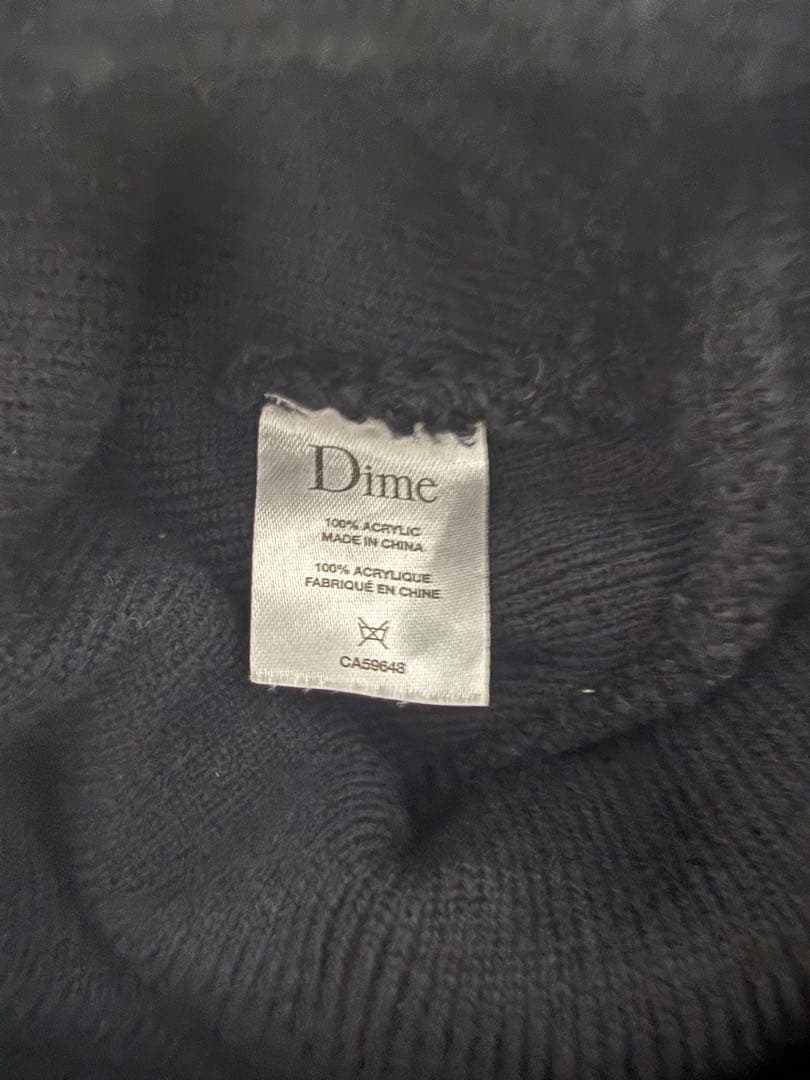 Dime
100% ACRYLIC
MADE IN CHINA
100% ACRYLIQUE
FABRIQUÉ EN CHINE
CA59648